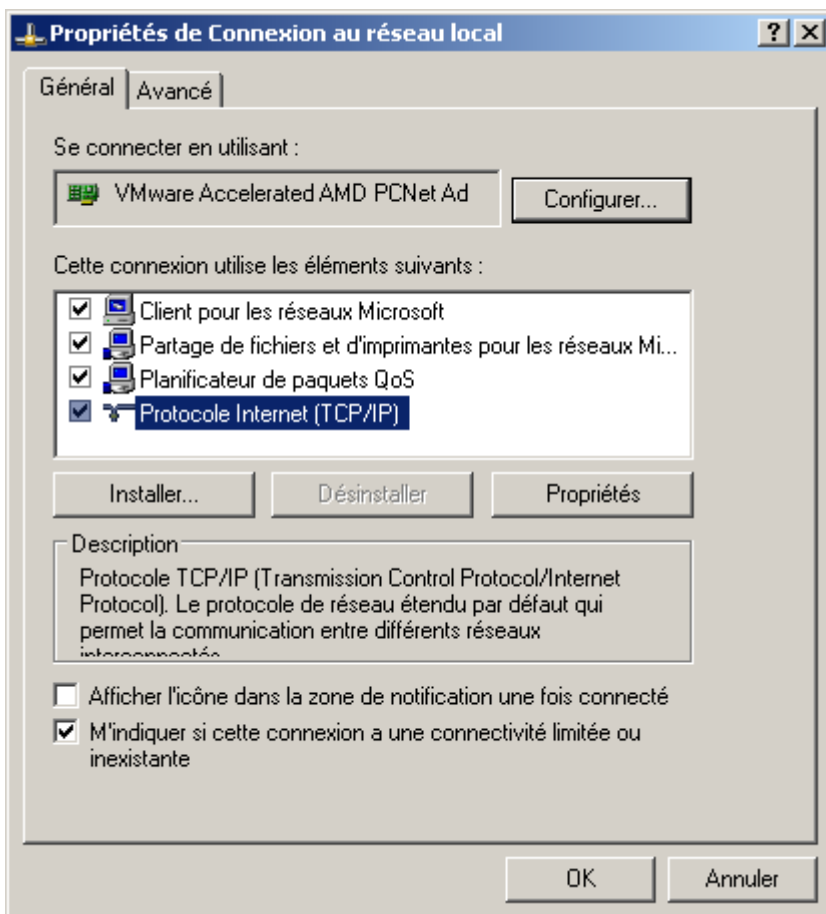 Propriétés de Connexion au réseau local
Général
Avancé
Se connecter en utilisant :
VMware Accelerated AMD PCNet Ad
Configurer...
Cette connexion utilise les éléments suivants :
Client pour les réseaux Microsoft
Partage de fichiers et d'imprimantes pour les réseaux Mi...
Planificateur de paquets QoS
Protocole Internet (TCP/IP)
Installer...
Désinstaller
Propriétés
Description
Protocole TCP/IP (Transmission Control Protocol/Internet
Protocol). Le protocole de réseau étendu par défaut qui
permet la communication entre différents réseaux
interconnectés
Afficher l'icône dans la zone de notification une fois connecté
M'indiquer si cette connexion a une connectivité limitée ou
inexistante
OK
Annuler